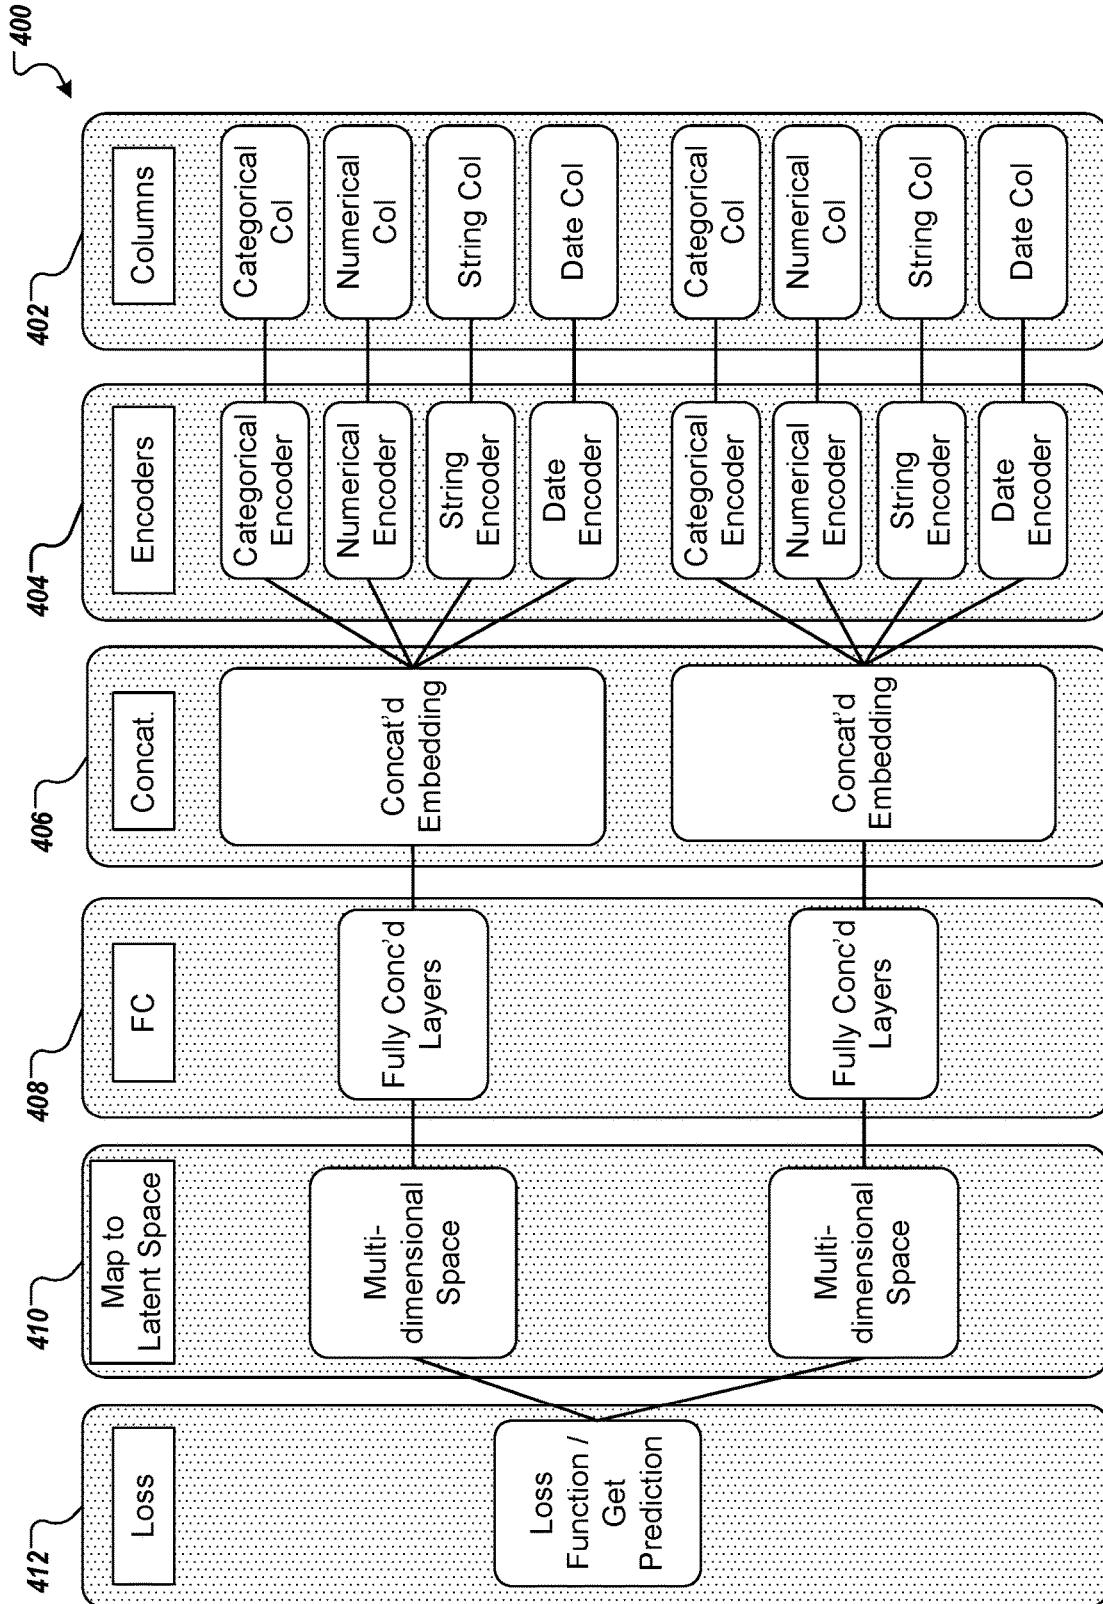 412
Loss
Loss
Function /
Get
Prediction
410
Map to
Latent Space
Multi-
dimensional
Space
Multi-
dimensional
Space
408
FC
Fully Conc'd
Layers
Fully Conc'd
Layers
406
Concat.
Concat'd
Embedding
Concat'd
Embedding
404
Encoders
Categorical
Encoder
Numerical
Encoder
String
Encoder
Date
Encoder
Categorical
Encoder
Numerical
Encoder
String
Encoder
Date
Encoder
402
Columns
Categorical
Col
Numerical
Col
String Col
Date Col
Categorical
Col
Numerical
Col
String Col
Date Col
400